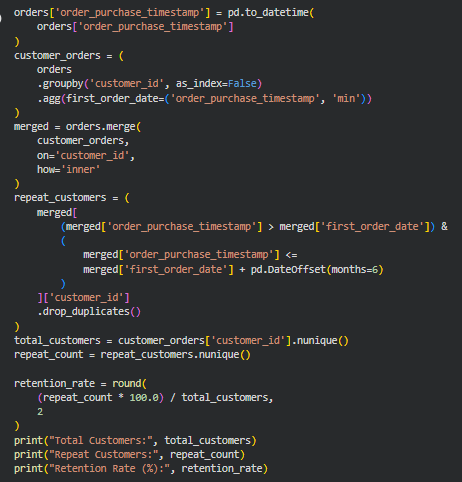 orders['order_purchase_timestamp'] = pd.to_datetime(
    orders['order_purchase_timestamp']
)
customer_orders = (
    orders
    .groupby('customer_id', as_index=False)
    .agg(first_order_date=('order_purchase_timestamp', 'min'))
)
merged = orders.merge(
    customer_orders,
    on='customer_id',
    how='inner'
)
repeat_customers = (
    merged[
        (merged['order_purchase_timestamp'] > merged['first_order_date']) &
        (
            merged['order_purchase_timestamp'] <=
            merged['first_order_date'] + pd.DateOffset(months=6)
        )
    ]['customer_id']
    .drop_duplicates()
)
total_customers = customer_orders['customer_id'].nunique()
repeat_count = repeat_customers.nunique()

retention_rate = round(
    (repeat_count * 100.0) / total_customers,
    2
)
print("Total Customers:", total_customers)
print("Repeat Customers:", repeat_count)
print("Retention Rate (%):", retention_rate)